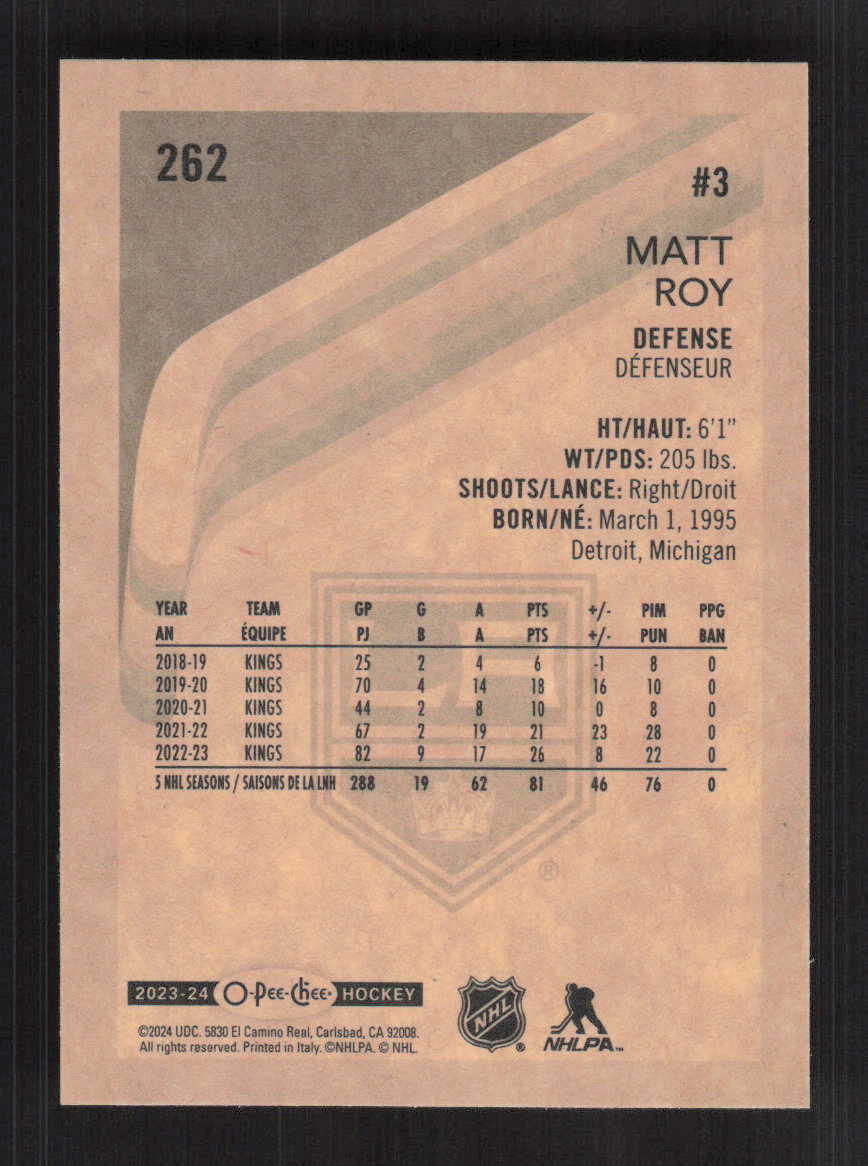 262
#3
MATT
ROY
DEFENSE
DÉFENSEUR
HT/HAUT: 6'1"
WT/PDS: 205 lbs.
SHOOTS/LANCE: Right/Droit
BORN/NÉ: March 1, 1995
Detroit, Michigan
YEAR TEAM GP G A PTS +/- PIM PPG
AN ÉQUIPE PJ B A PTS +/- PUN BAN
2018-19 KINGS 25 2 4 6 -1 8 0
2019-20 KINGS 70 4 14 18 16 10 0
2020-21 KINGS 44 2 8 10 0 8 0
2021-22 KINGS 67 2 19 21 23 28 0
2022-23 KINGS 82 9 17 26 8 22 0
5 NHL SEASONS / SAISONS DE LA LNH 288 19 62 81 46 76 0
®
2023-24 O-Pee-Chee® HOCKEY
©2024 UDC. 5830 El Camino Real, Carlsbad, CA 92008.
All rights reserved. Printed in Italy. ©NHLPA. © NHL.
NHL ®
NHLPA™